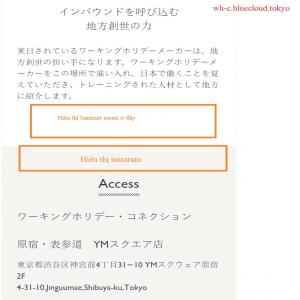 wh-c.bluecloud.tokyo
インバウンドを呼び込む
地方創世の力
来日されているワーキングホリデーメーカーは、地
方創世の担い手になります。ワーキングホリデーメ
ーカーをこの場所で雇い入れ、日本で働くことを覚
えていただき、トレーニングされた人材として地方
に紹介します。
Hiển thị bannner menu ở đây
Hiển thị instaram
Access
ワーキングホリデー・コネクション
原宿・表参道　YMスクエア店
東京都渋谷区神宮前4丁目31−10 YMスクウェア原宿
2F
4-31-10,Jinguumae,Shibuya-ku,Tokyo